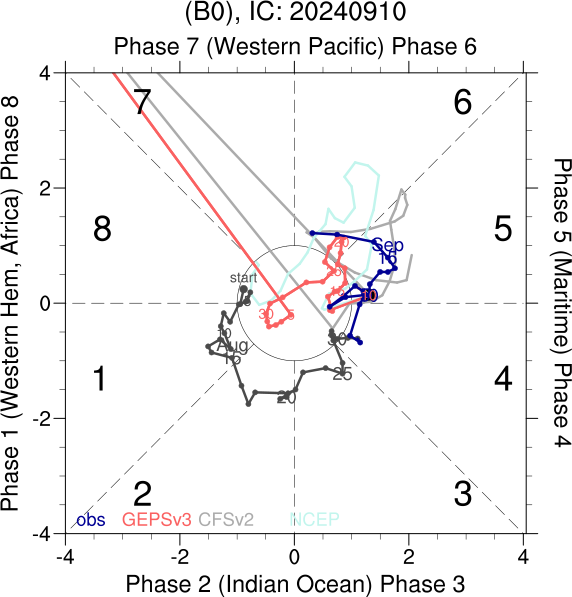 (B0), IC: 20240910
Phase 7 (Western Pacific) Phase 6
Phase 1 (Western Hem, Africa) Phase 8
Phase 5 (Maritime) Phase 4
4
2
0
-2
-4
7
6
8
5
1
4
2
3
start
Sep
16
20
10
30
5
10
Aug
15
30
25
20
obs GEPSv3 CFSv2 NCEP
-4 -2 0 2 4
Phase 2 (Indian Ocean) Phase 3